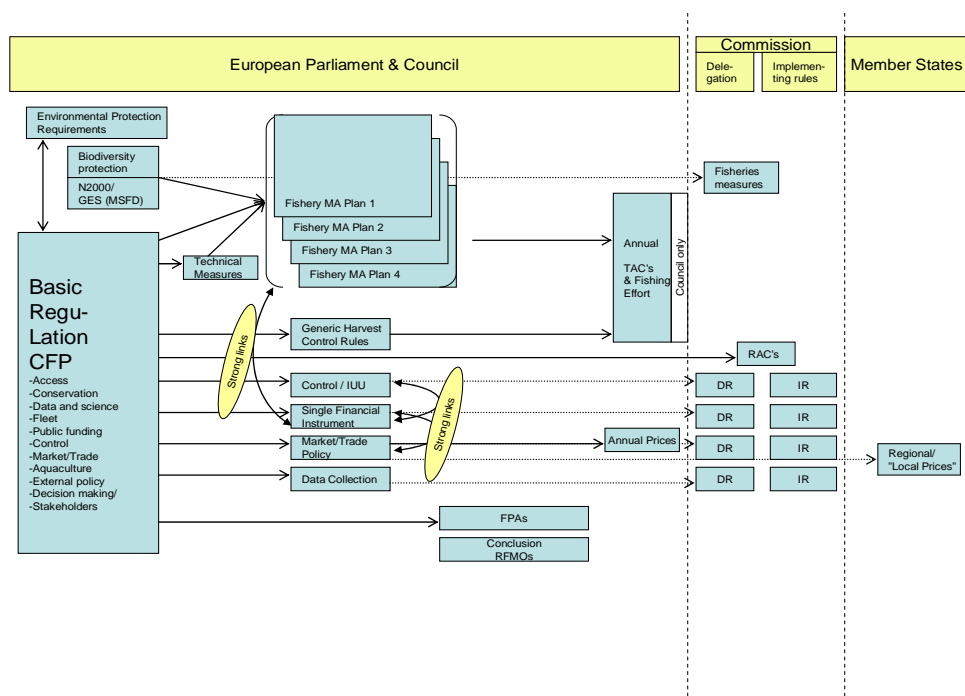 European Parliament & Council
Commission
Dele-
gation
Implemen-
ting rules
Member States
Environmental Protection
Requirements
Biodiversity
protection
N2000/
GES (MSFD)
Fishery MA Plan 1
Fishery MA Plan 2
Fishery MA Plan 3
Fishery MA Plan 4
Technical
Measures
Fisheries
measures
Annual
TAC's
& Fishing
Effort
Council only
Basic
Regu-
Lation
CFP
-Access
-Conservation
-Data and science
-Fleet
-Public funding
-Control
-Market/Trade
-Aquaculture
-External policy
-Decision making/
-Stakeholders
Strong links
Generic Harvest
Control Rules
RAC's
Control / IUU
DR
IR
Single Financial
Instrument
DR
IR
Strong links
Market/Trade
Policy
Annual Prices
DR
IR
Regional/
"Local Prices"
Data Collection
DR
IR
FPAs
Conclusion
RFMOs